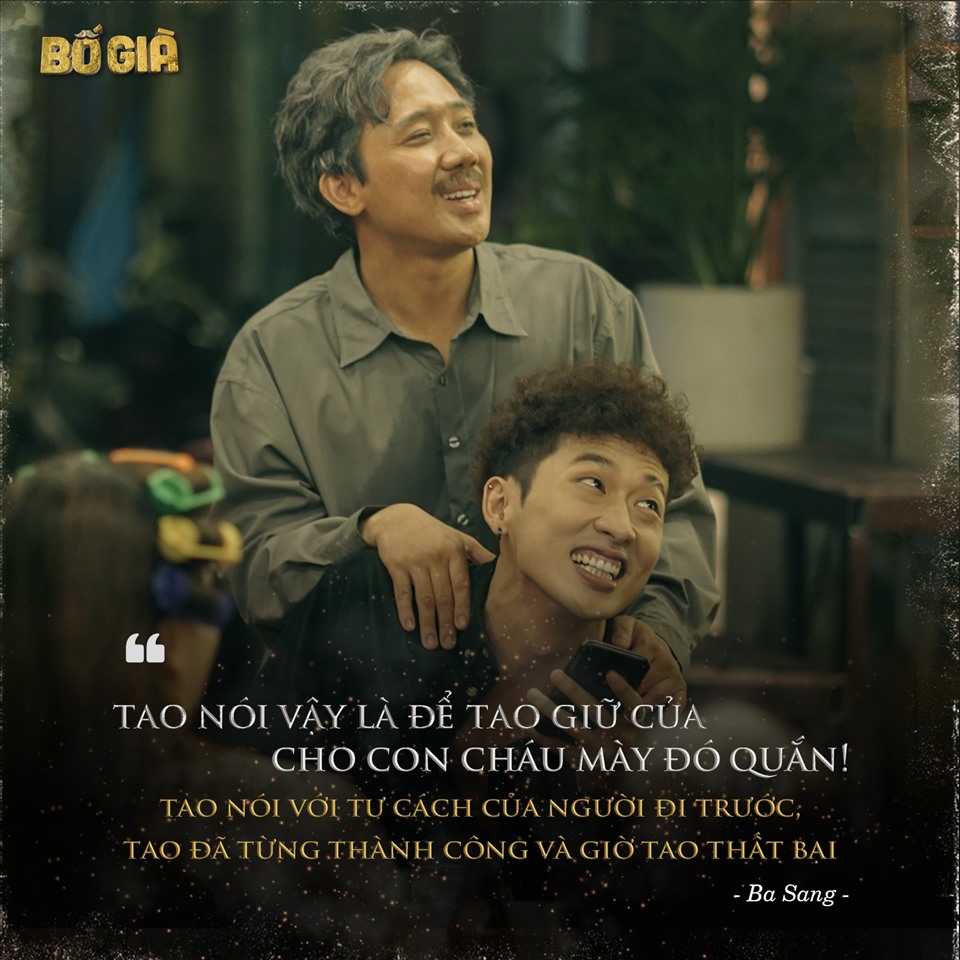 BỐ GIÀ
TAO NÓI VẬY LÀ ĐỂ TAO GIỮ CỦA
CHO CON CHÁU MÀY ĐÓ QUẮN!
TAO NÓI VỚI TƯ CÁCH CỦA NGƯỜI ĐI TRƯỚC,
TAO ĐÃ TỪNG THÀNH CÔNG VÀ GIỜ TAO THẤT BẠI
- Ba Sang -